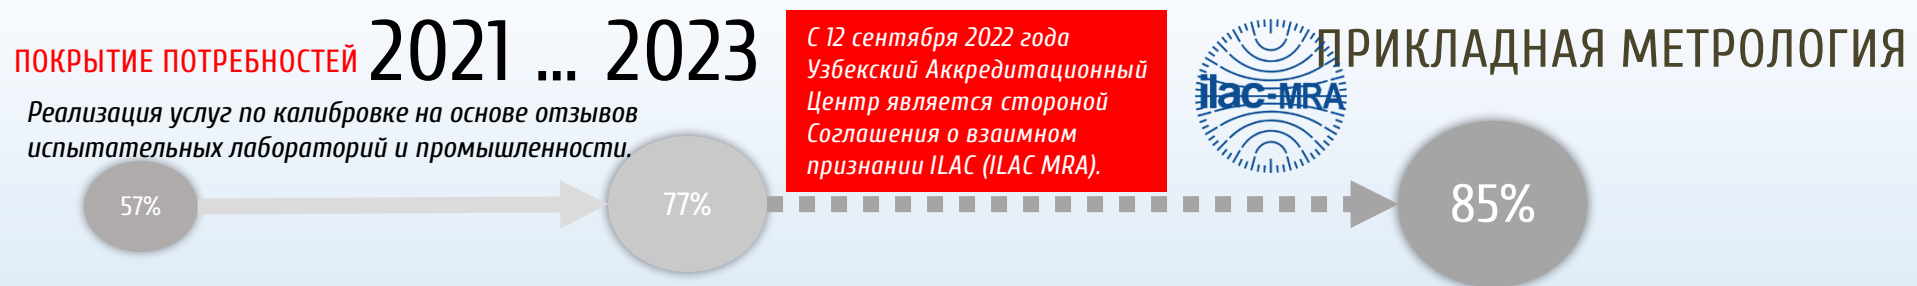 ПОКРЫТИЕ ПОТРЕБНОСТЕЙ 2021 ... 2023
Реализация услуг по калибровке на основе отзывов
испытательных лабораторий и промышленности.
57%
77%
С 12 сентября 2022 года
Узбекский Аккредитационный
Центр является стороной
Соглашения о взаимном
признании ILAC (ILAC MRA).
ilac-MRA
ПРИКЛАДНАЯ МЕТРОЛОГИЯ
85%